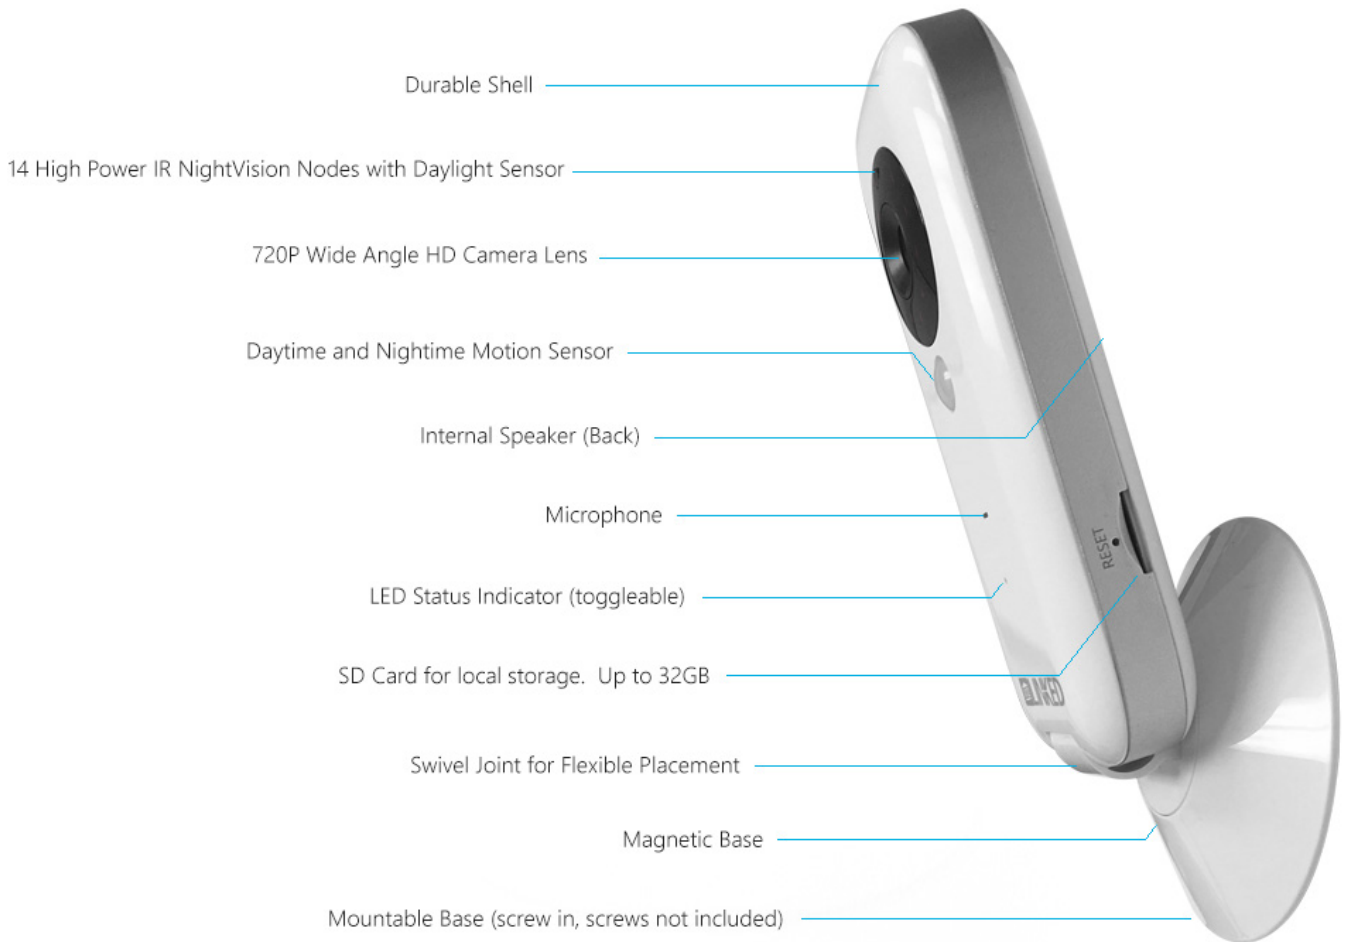 Durable Shell
14 High Power IR NightVision Nodes with Daylight Sensor
720P Wide Angle HD Camera Lens
Daytime and Nightime Motion Sensor
Internal Speaker (Back)
Microphone
RESET
LED Status Indicator (toggleable)
SD Card for local storage. Up to 32GB
Swivel Joint for Flexible Placement
Magnetic Base
Mountable Base (screw in, screws not included)